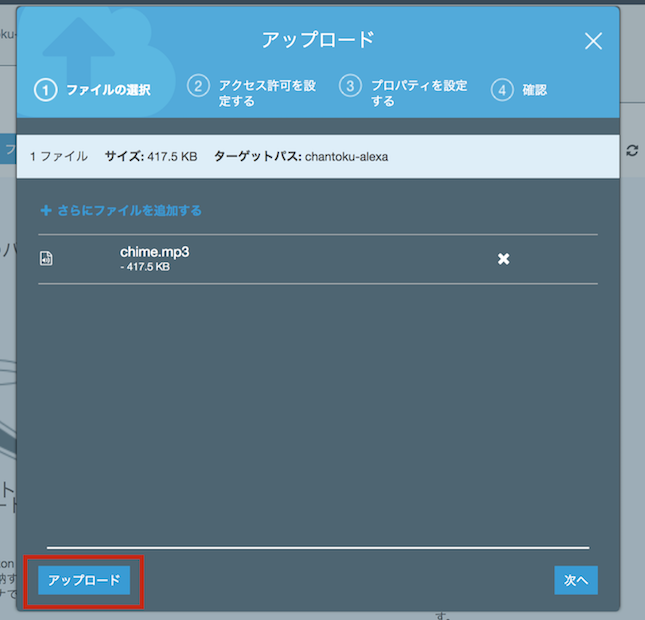 アップロード
1 ファイルの選択
2 アクセス許可を設
定する
3 プロパティを設定
する
4 確認
1 ファイル サイズ: 417.5 KB ターゲットパス: chantoku-alexa
+ さらにファイルを追加する
chime.mp3
- 417.5 KB
アップロード
次へ
す。